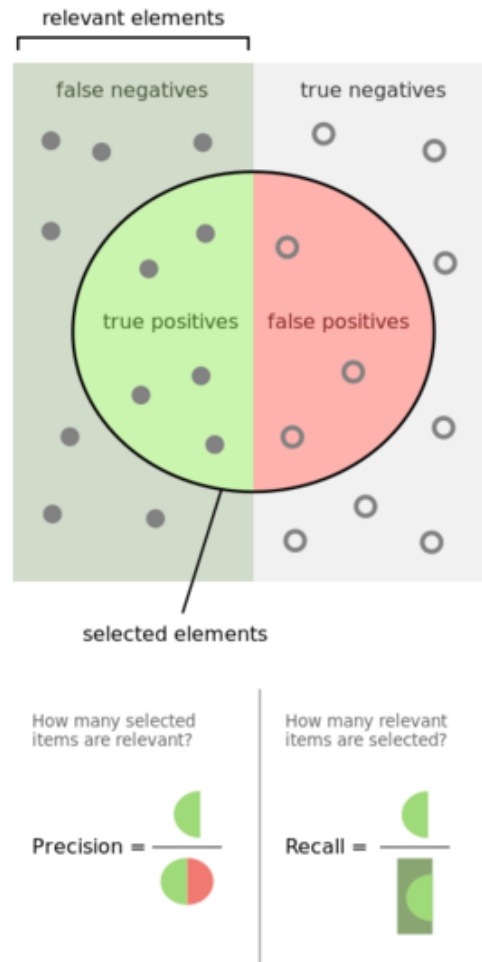 relevant elements
false negatives
true negatives
true positives
false positives
selected elements
How many selected
items are relevant?
Precision =
How many relevant
items are selected?
Recall =